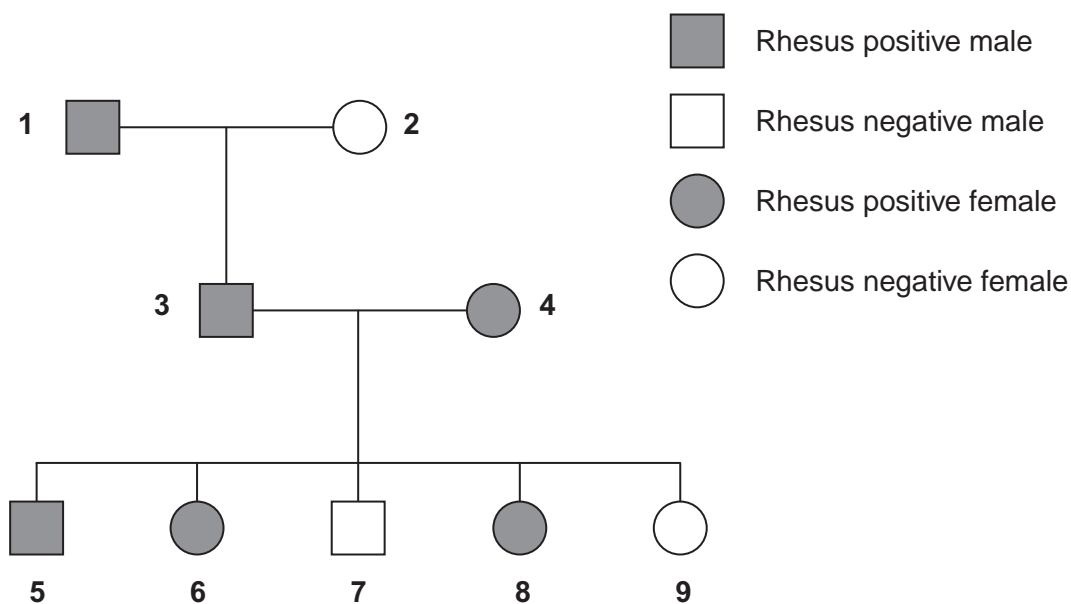 Rhesus positive male
1
2
Rhesus negative male
Rhesus positive female
Rhesus negative female
3
4
5
6
7
8
9